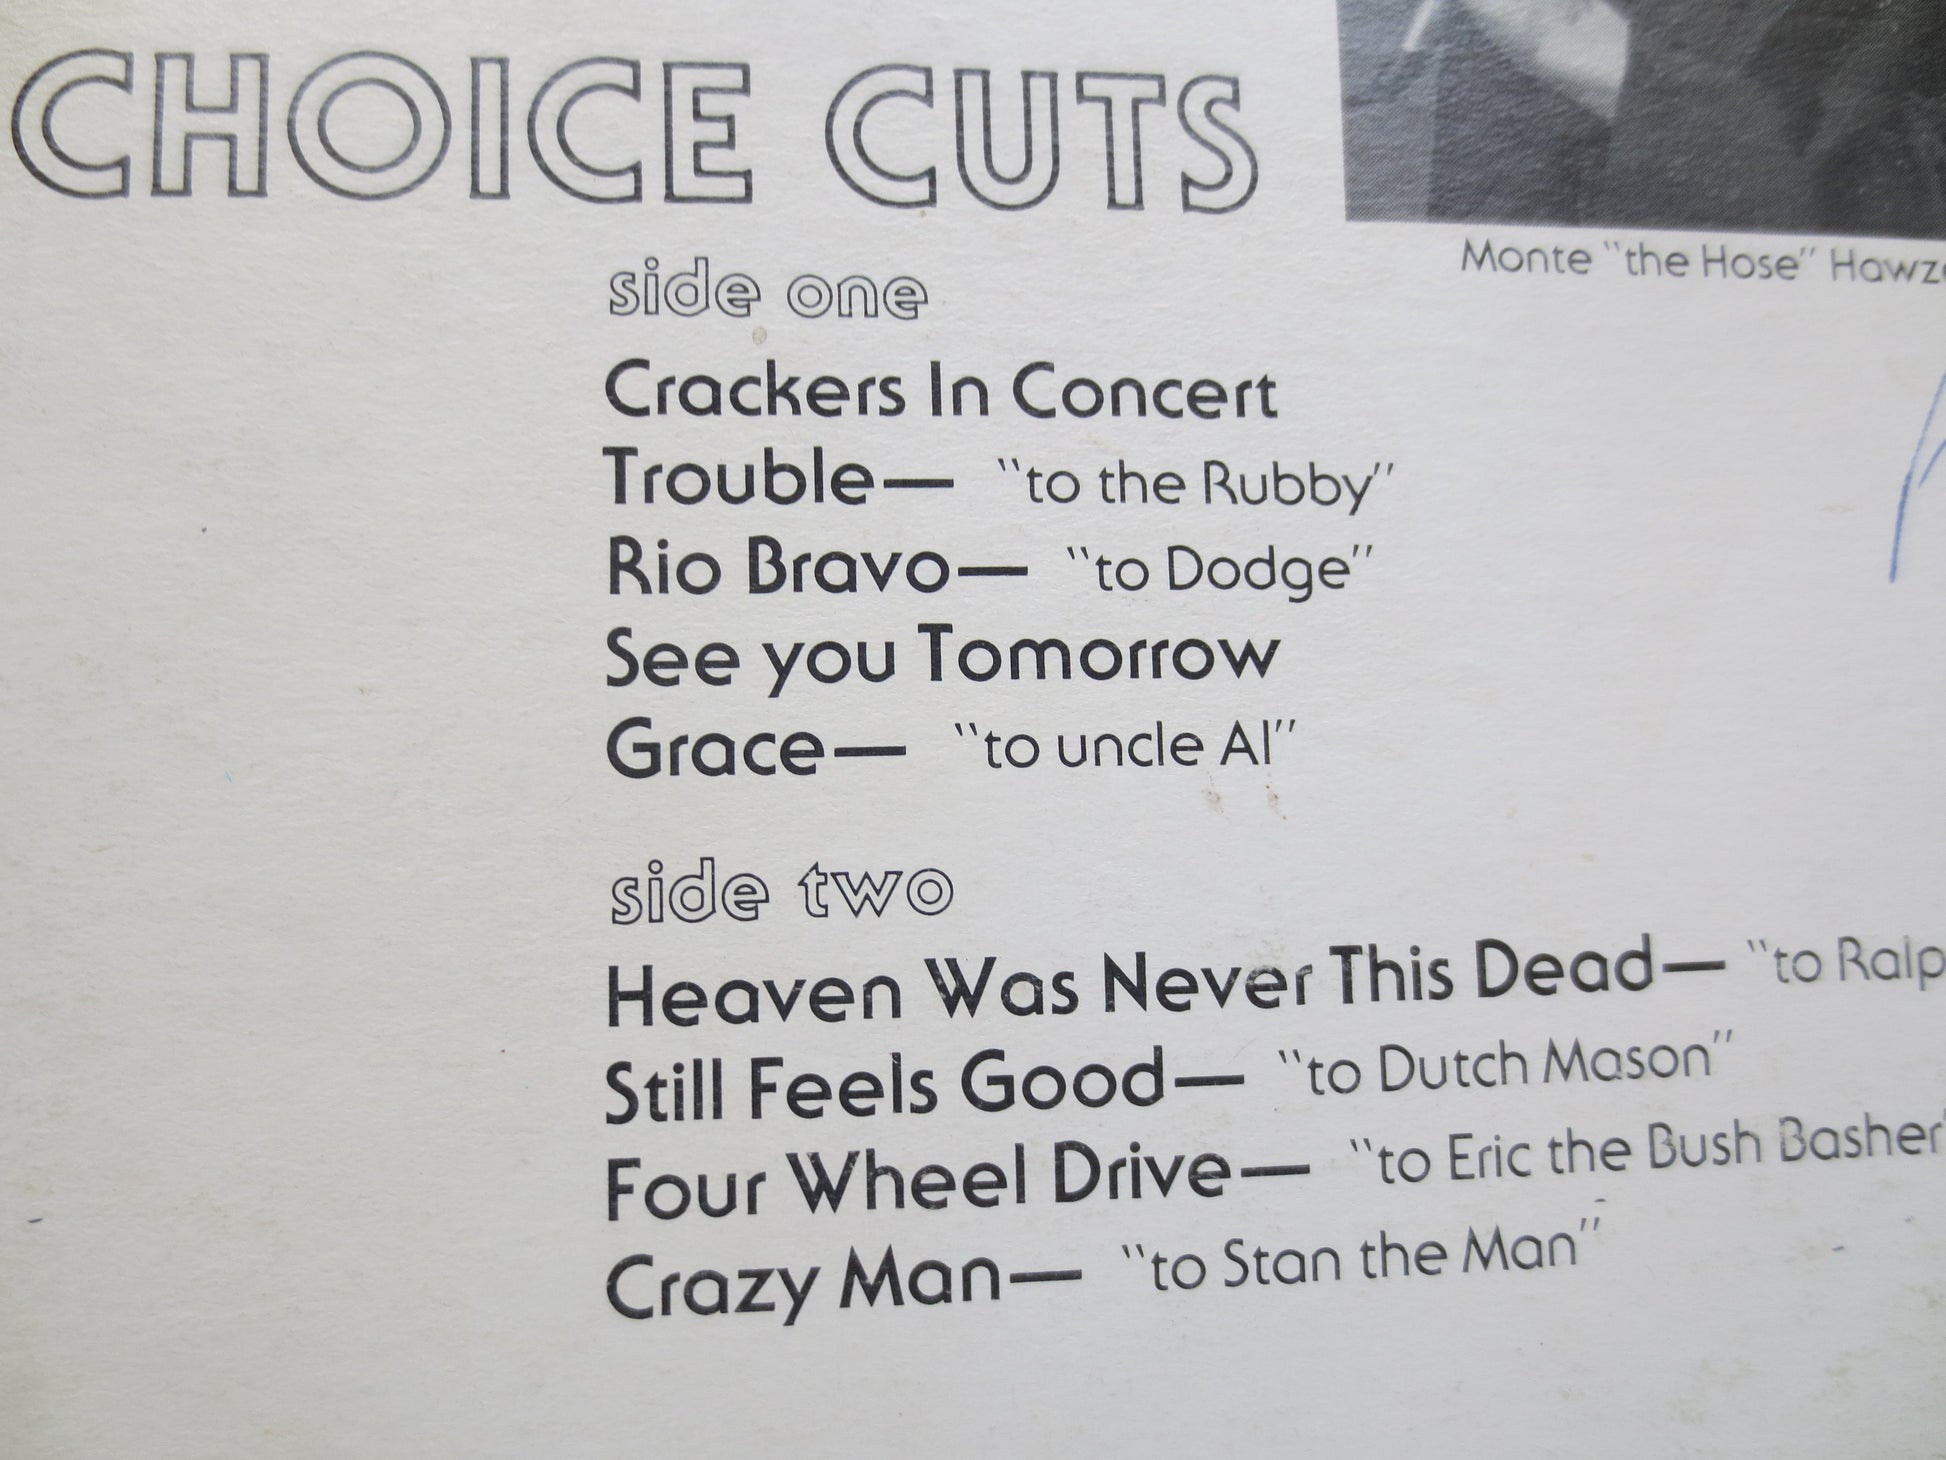 CHOICE CUTS
Monte "the Hose"
side one
Crackers In Concert
Trouble— "to the Rubby"
Rio Bravo— "to Dodge"
See you Tomorrow
Grace— "to uncle Al"
side two
Heaven Was Never This Dead— "to
Still Feels Good— "to Dutch Mason"
Four Wheel Drive— "to Eric the Bush Basher"
Crazy Man— "to Stan the Man"